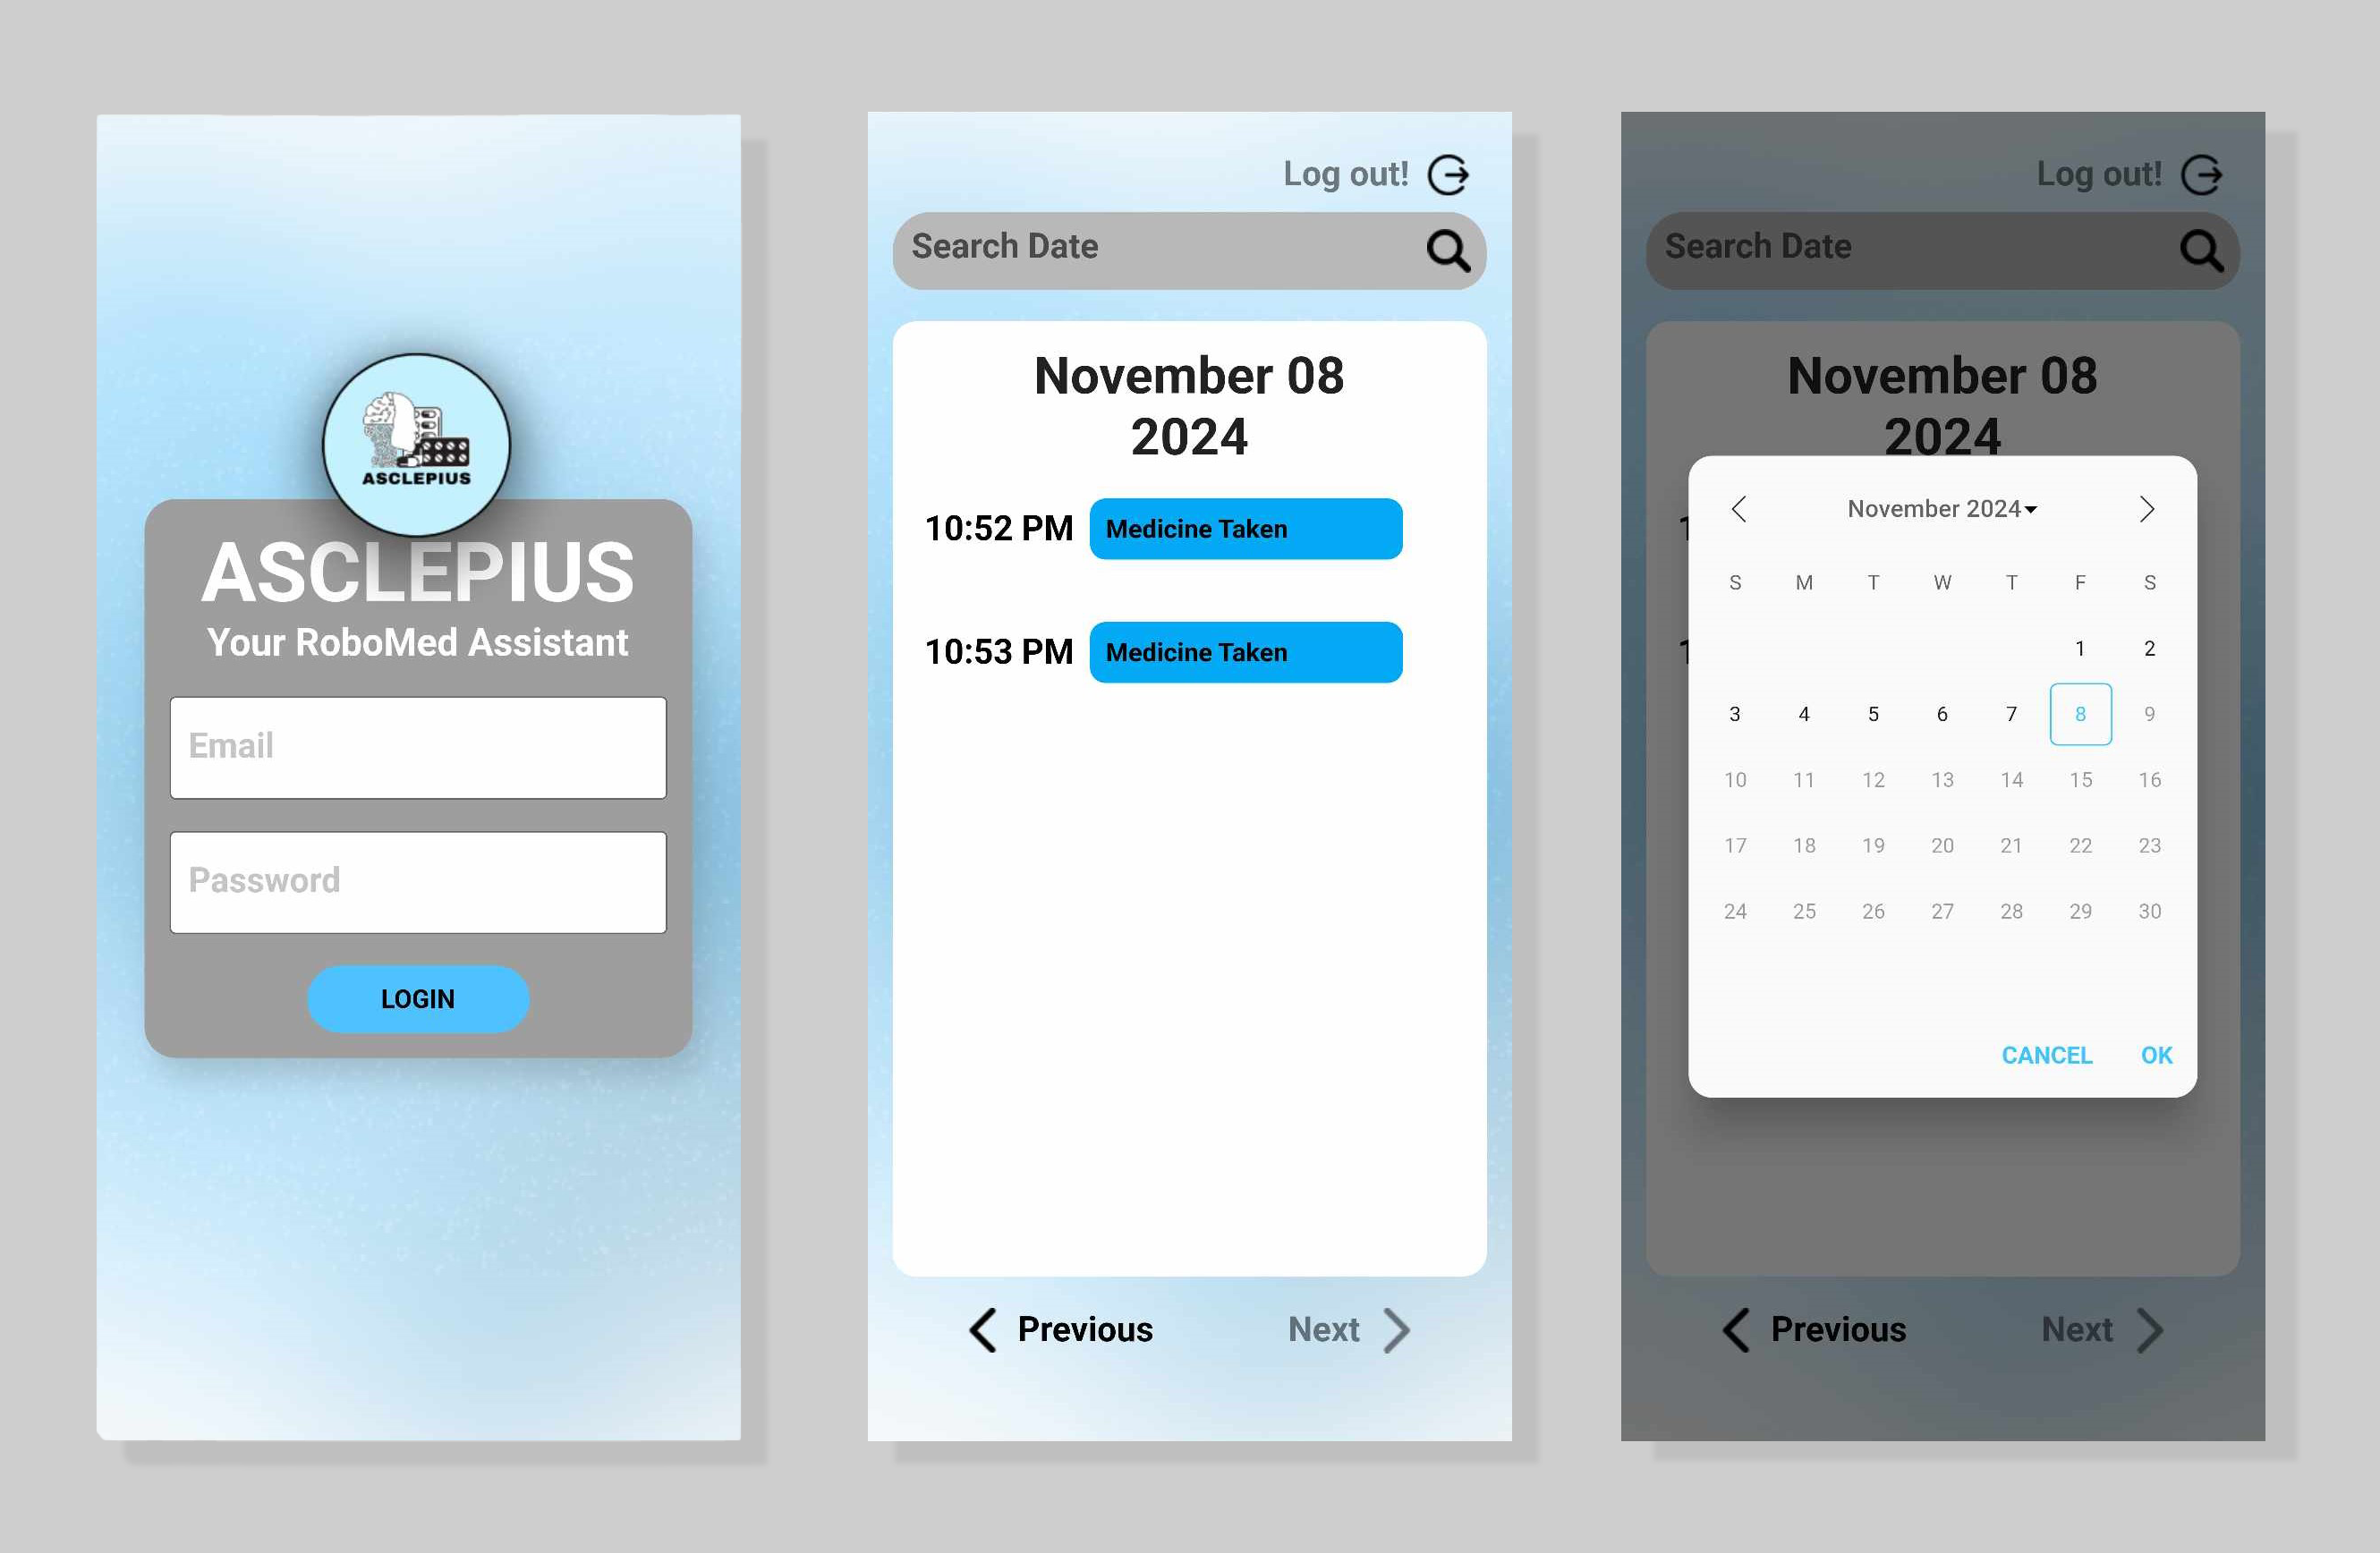 ASCLEPIUS
ASCLEPIUS
Your RoboMed Assistant
Email
Password
LOGIN
Log out!
Search Date
November 08
2024
10:52 PM Medicine Taken
10:53 PM Medicine Taken
Previous Next
Log out!
Search Date
November 08
2024
1
1
November 2024
S M T W T F S
1 2
3 4 5 6 7 8 9
10 11 12 13 14 15 16
17 18 19 20 21 22 23
24 25 26 27 28 29 30
CANCEL OK
Previous Next